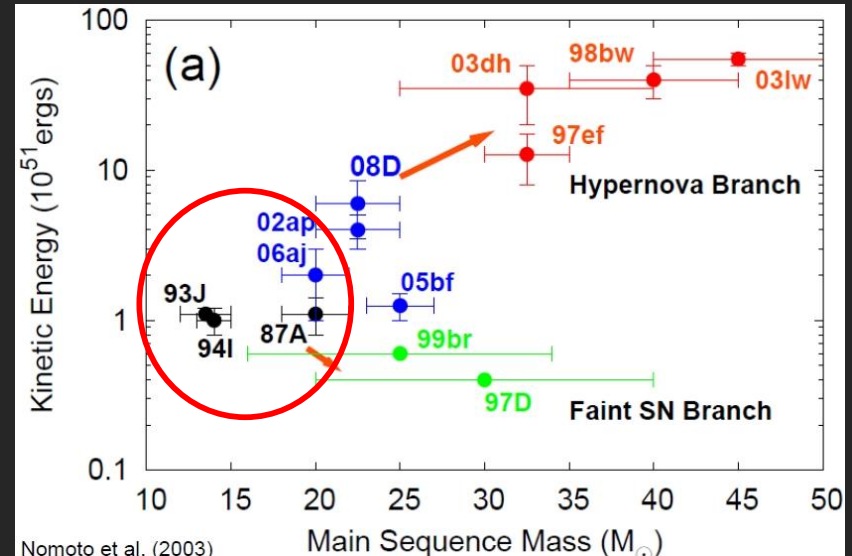 100
(a)
03dh
98bw
03lw
97ef
10
08D
Hypernova Branch
02ap
06aj
05bf
93J
1
94I
87A
99br
97D
Faint SN Branch
0.1
Kinetic Energy (10⁵¹ergs)
10 15 20 25 30 35 40 45 50
Nomoto et al. (2003)
Main Sequence Mass (M☉)